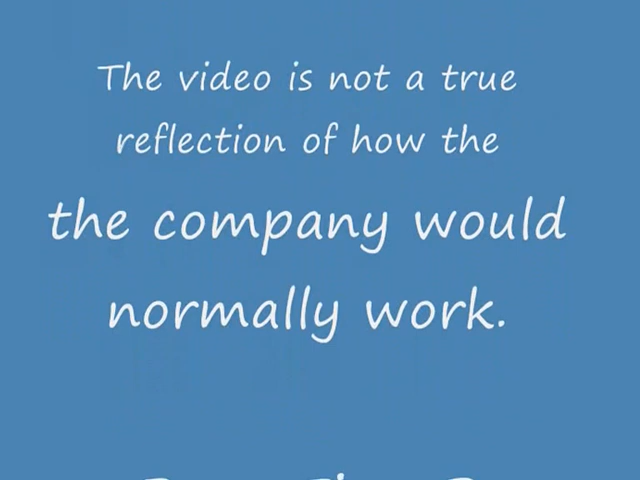 The video is not a true
reflection of how the
the company would
normally work.